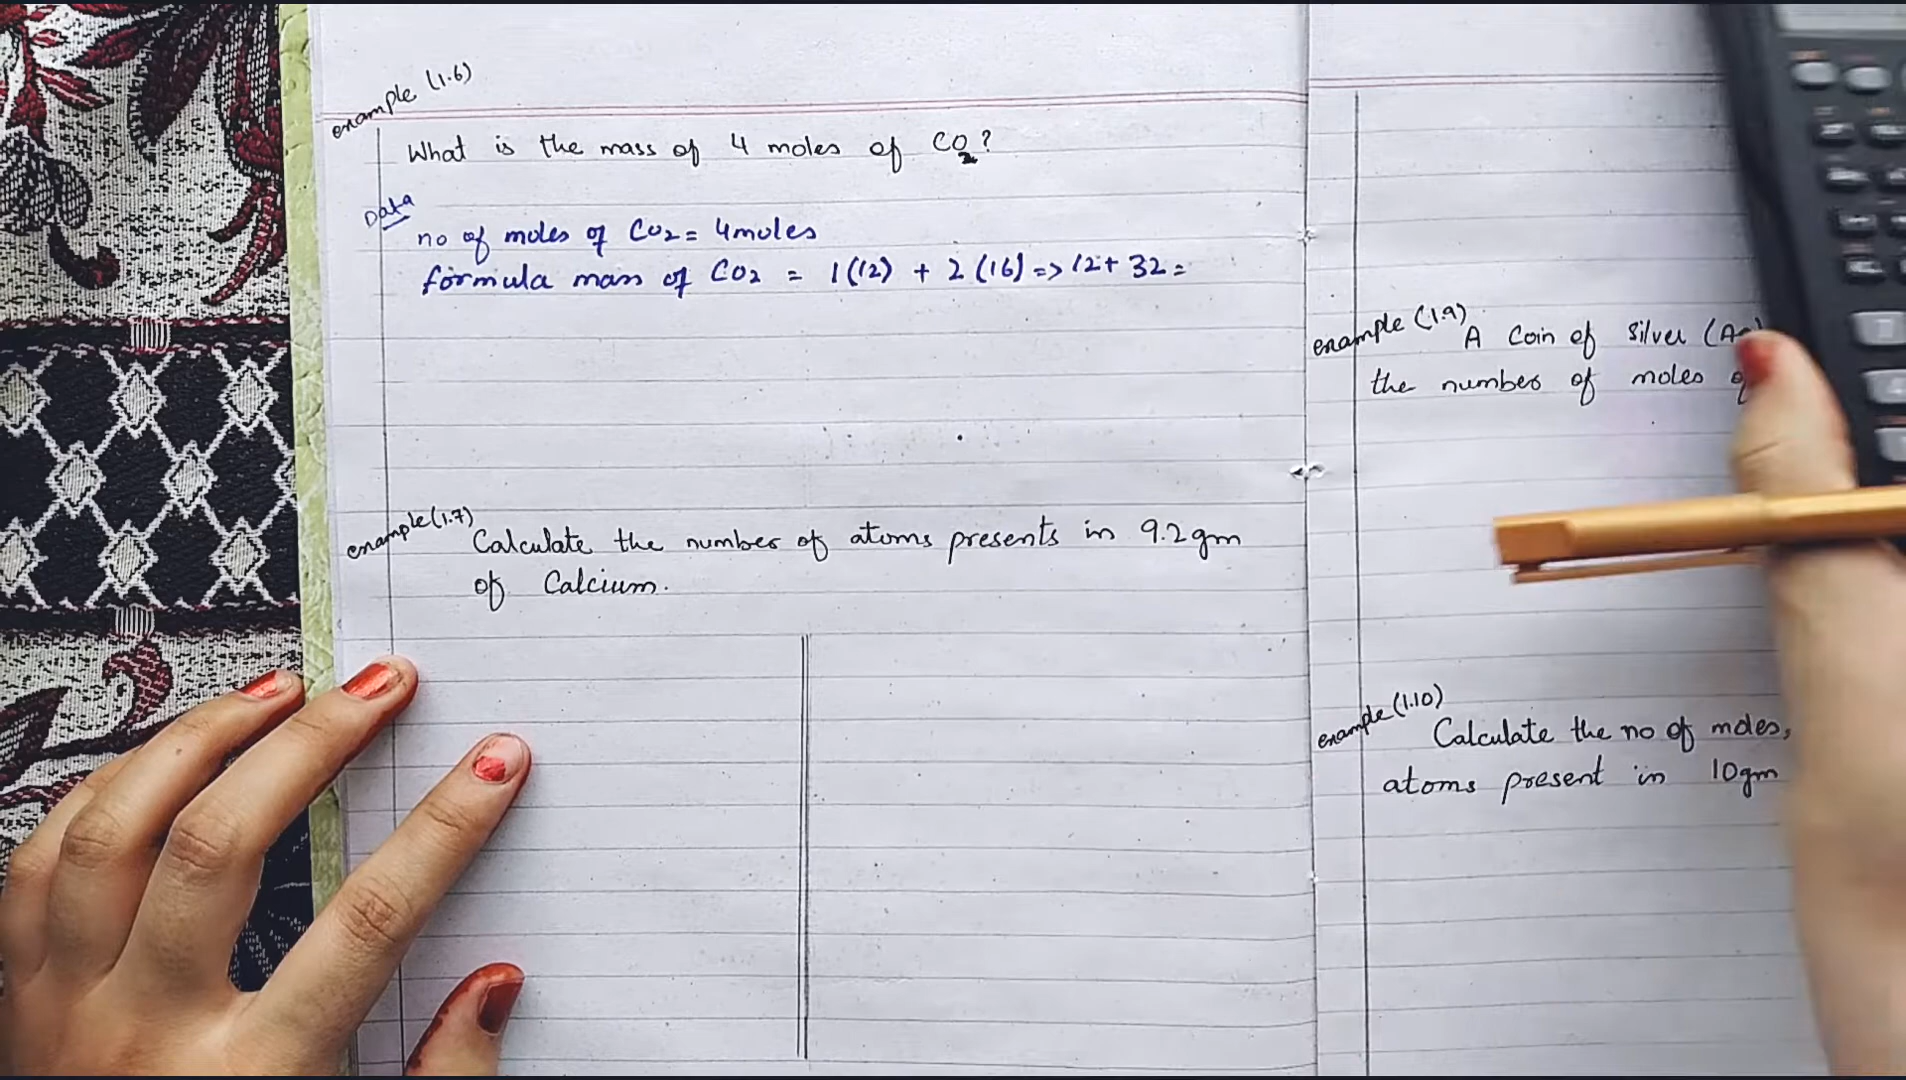 example (1.6)
What is the mass of 4 moles of CO2?
Data
no of moles of CO2 = 4moles
formula mass of CO2 = 1(12) + 2 (16) => 12+ 32 =
example(1.7) Calculate the number of atoms presents in 9.2gm
of Calcium.
example (1.9) A Coin of Silver
the number of moles
example (1.10) Calculate the no of moles,
atoms present in 10gm